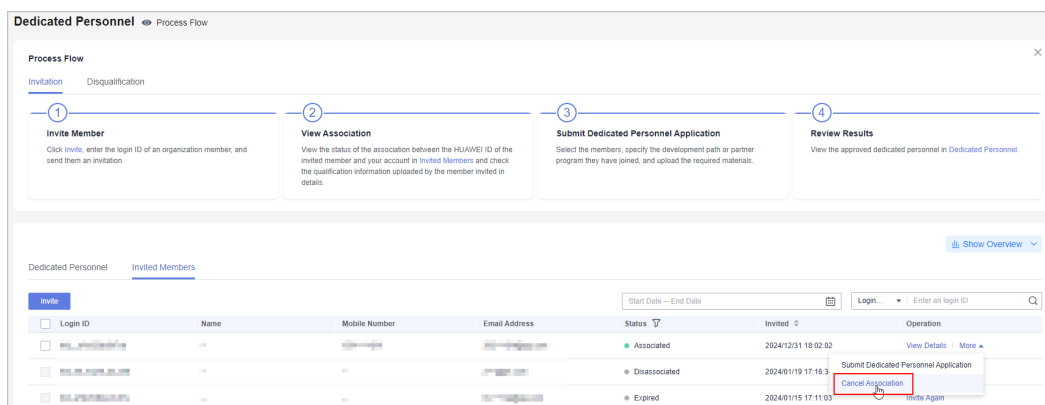 Dedicated Personnel Process Flow
Process Flow
Invitation Disqualification
1 2 3 4
Invite Member
Click Invite, enter the login ID of an organization member, and
send them an invitation.
View Association
View the status of the association between the HUAWEI ID of the
invited member and your account in Invited Members and check
the qualification information uploaded by the member invited in
details.
Submit Dedicated Personnel Application
Select the members, specify the development path or partner
program they have joined, and upload the required materials.
Review Results
View the approved dedicated personnel in Dedicated Personnel.
Show Overview
Dedicated Personnel Invited Members
Invite Start Date – End Date Login... Enter an login ID
Login ID Name Mobile Number Email Address Status Invited Operation
Associated 2024/12/31 18:02:02 View Details More
Submit Dedicated Personnel Application
Disassociated 2024/01/19 17:16:3
Cancel Association
Expired 2024/01/15 17:11:03 Invite Again